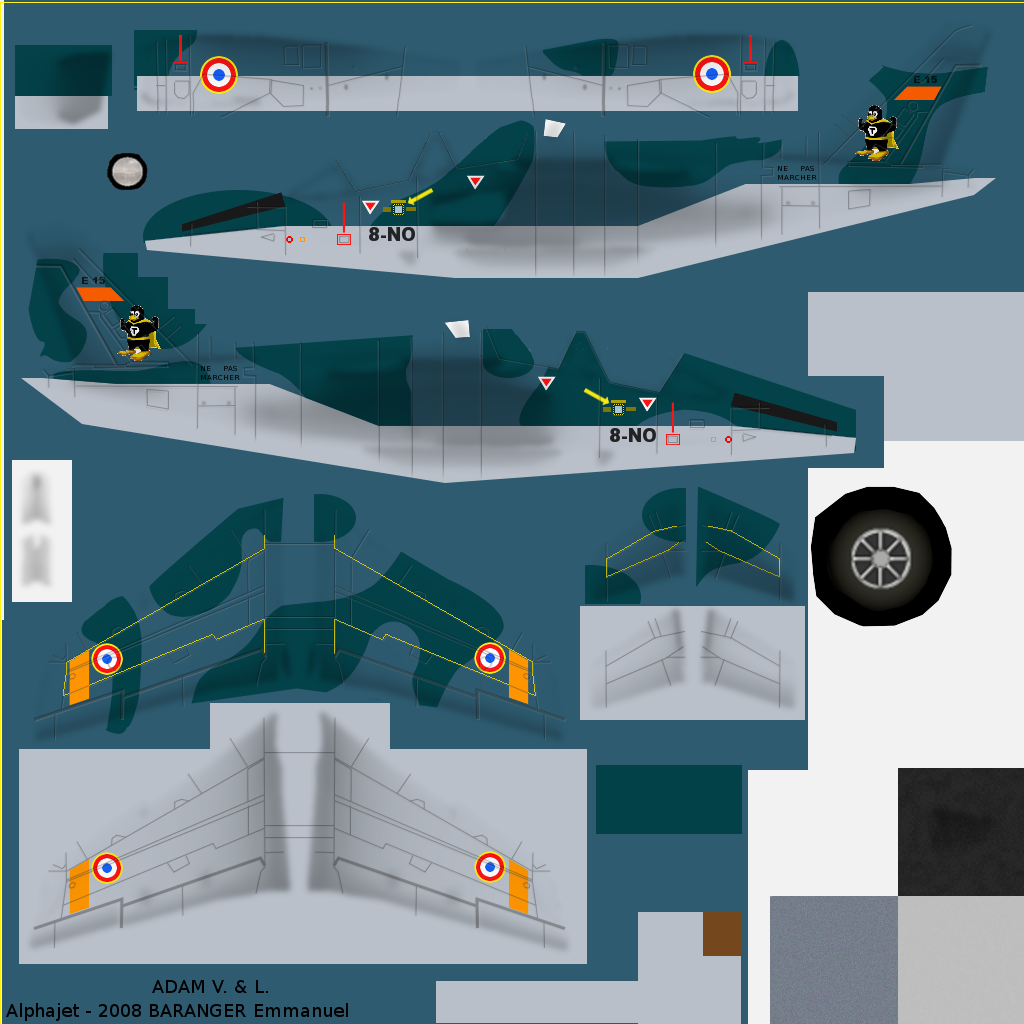 E 15
T
NE PAS
MARCHER
8-NO
E 15
T
NE PAS
MARCHER
8-NO
ADAM V. & L.
Alphajet - 2008 BARANGER Emmanuel